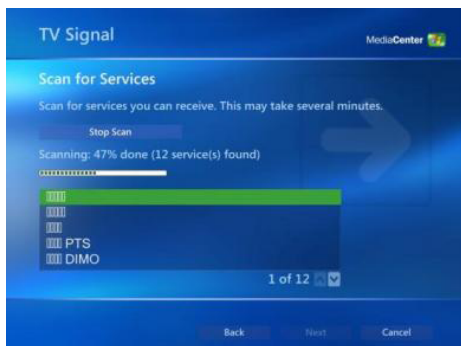 TV Signal
MediaCenter
Scan for Services
Scan for services you can receive. This may take several minutes.
Stop Scan
Scanning: 47% done (12 service(s) found)
PTS
DIMO
1 of 12
Back Next Cancel